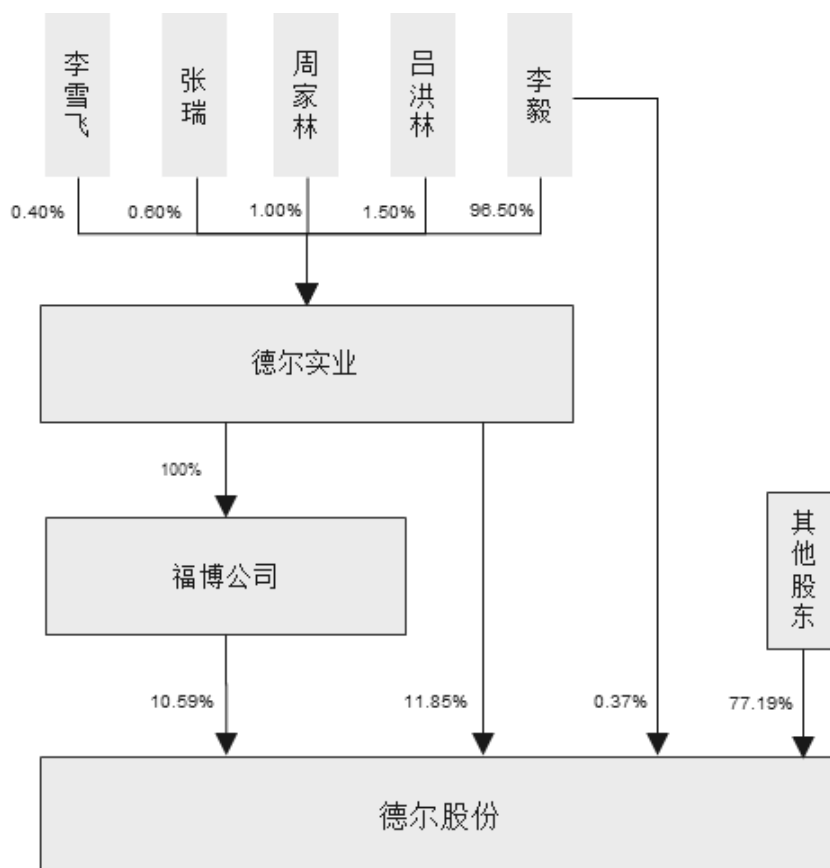 李雪飞
张瑞
周家林
吕洪林
李毅
0.40%
0.60%
1.00%
1.50%
96.50%
德尔实业
100%
福博公司
其他股东
10.59%
11.85%
0.37%
77.19%
德尔股份